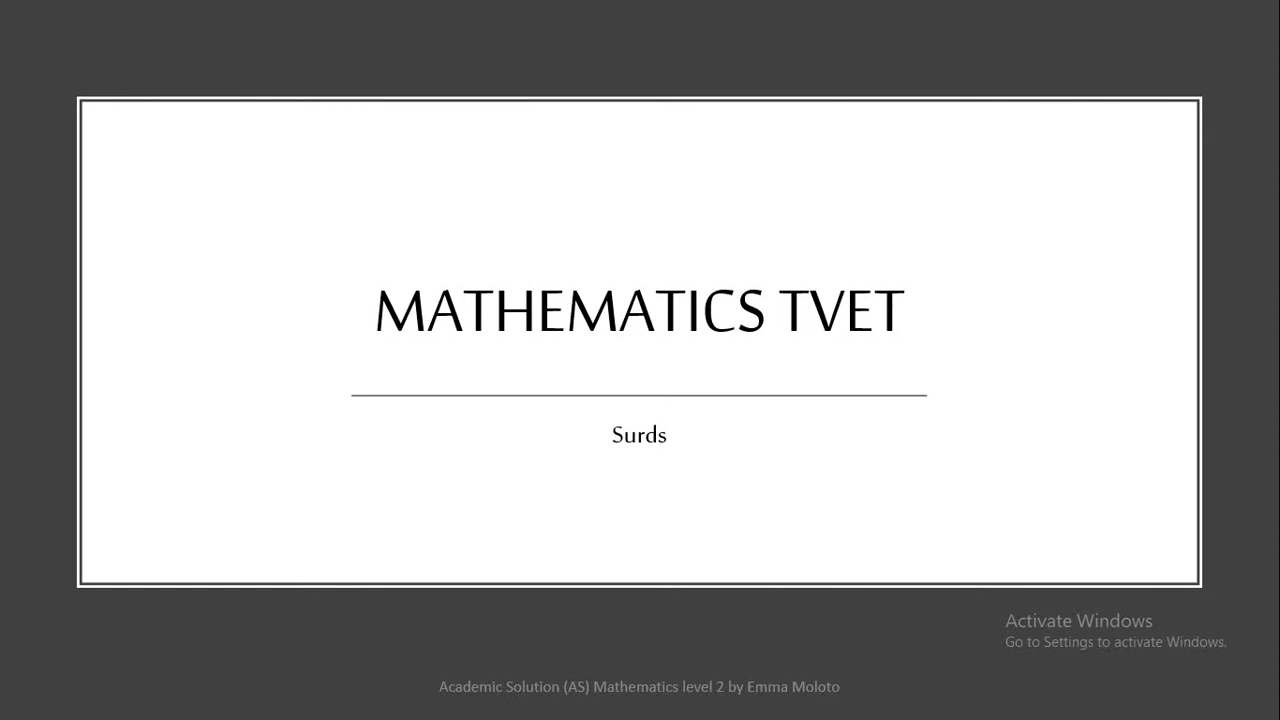 MATHEMATICS TVET
Surds
Activate Windows
Go to Settings to activate Windows.
Academic Solution (AS) Mathematics level 2 by Emma Moloto